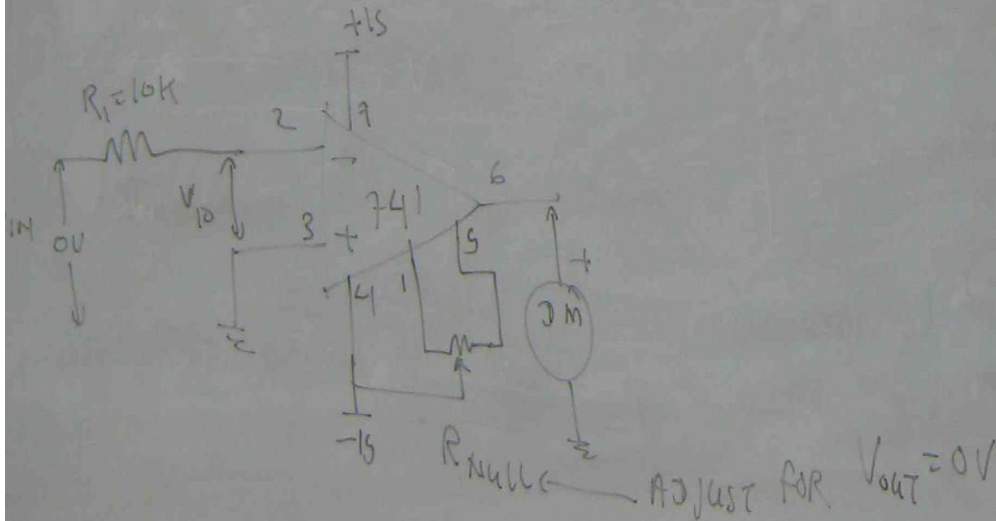 +15
R1=10K
2
7
−
6
IN
0V
VIO
3
+
741
5
4
1
+
DM
-15
RNULL ADJUST FOR VOUT=0V